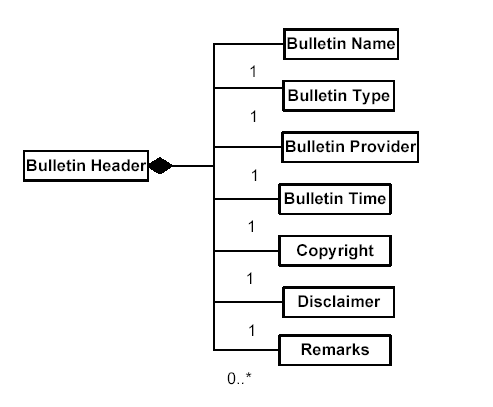 Bulletin Name
1
Bulletin Type
1
Bulletin Provider
Bulletin Header
1
Bulletin Time
1
Copyright
1
Disclaimer
1
Remarks
0..*